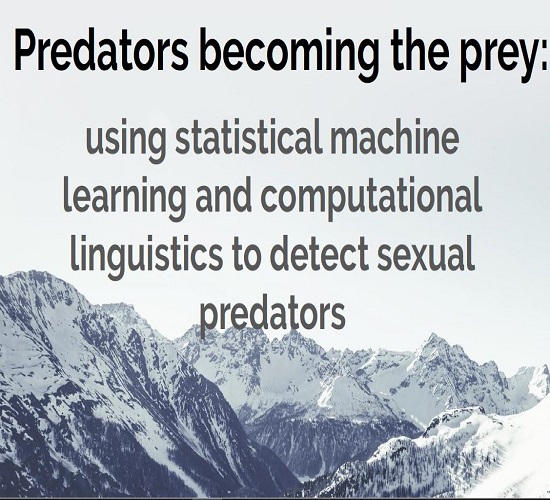 Predators becoming the prey:
using statistical machine
learning and computational
linguistics to detect sexual
predators